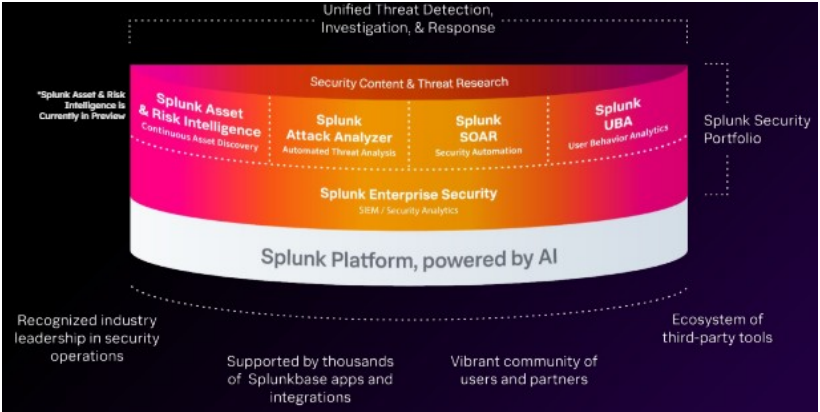 Unified Threat Detection,
Investigation, & Response
Security Content & Threat Research
*Splunk Asset & Risk
Intelligence is
Currently in Preview
Splunk Asset
& Risk Intelligence
Continuous Asset Discovery
Splunk
Attack Analyzer
Automated Threat Analysis
Splunk
SOAR
Security Automation
Splunk
UBA
User Behavior Analytics
Splunk Security
Portfolio
Splunk Enterprise Security
SIEM / Security Analytics
Splunk Platform, powered by AI
Recognized industry
leadership in security
operations
Supported by thousands
of Splunkbase apps and
integrations
Vibrant community of
users and partners
Ecosystem of
third-party tools